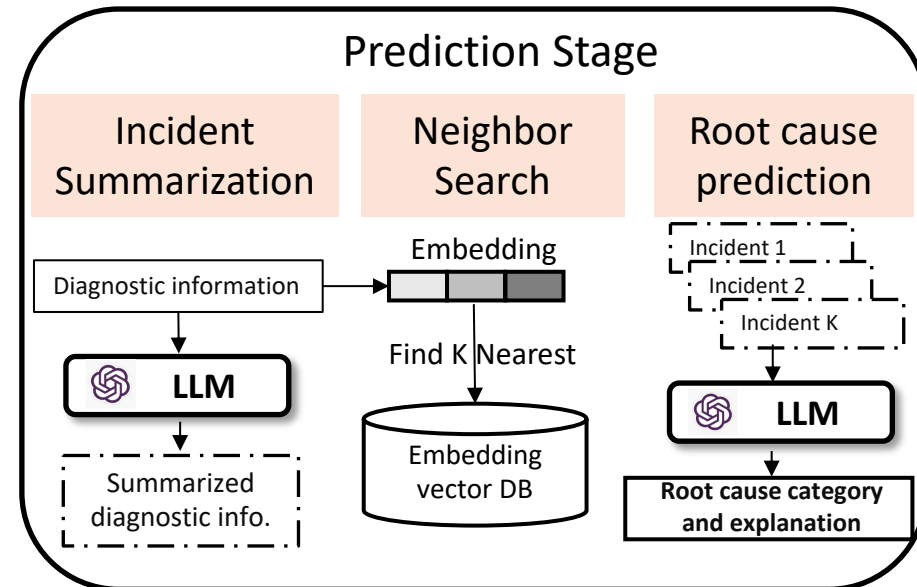 Prediction Stage
Incident
Summarization
Neighbor
Search
Root cause
prediction
Diagnostic information
LLM
Summarized
diagnostic info.
Embedding
Find K Nearest
Embedding
vector DB
Incident 1
Incident 2
Incident K
LLM
Root cause category
and explanation